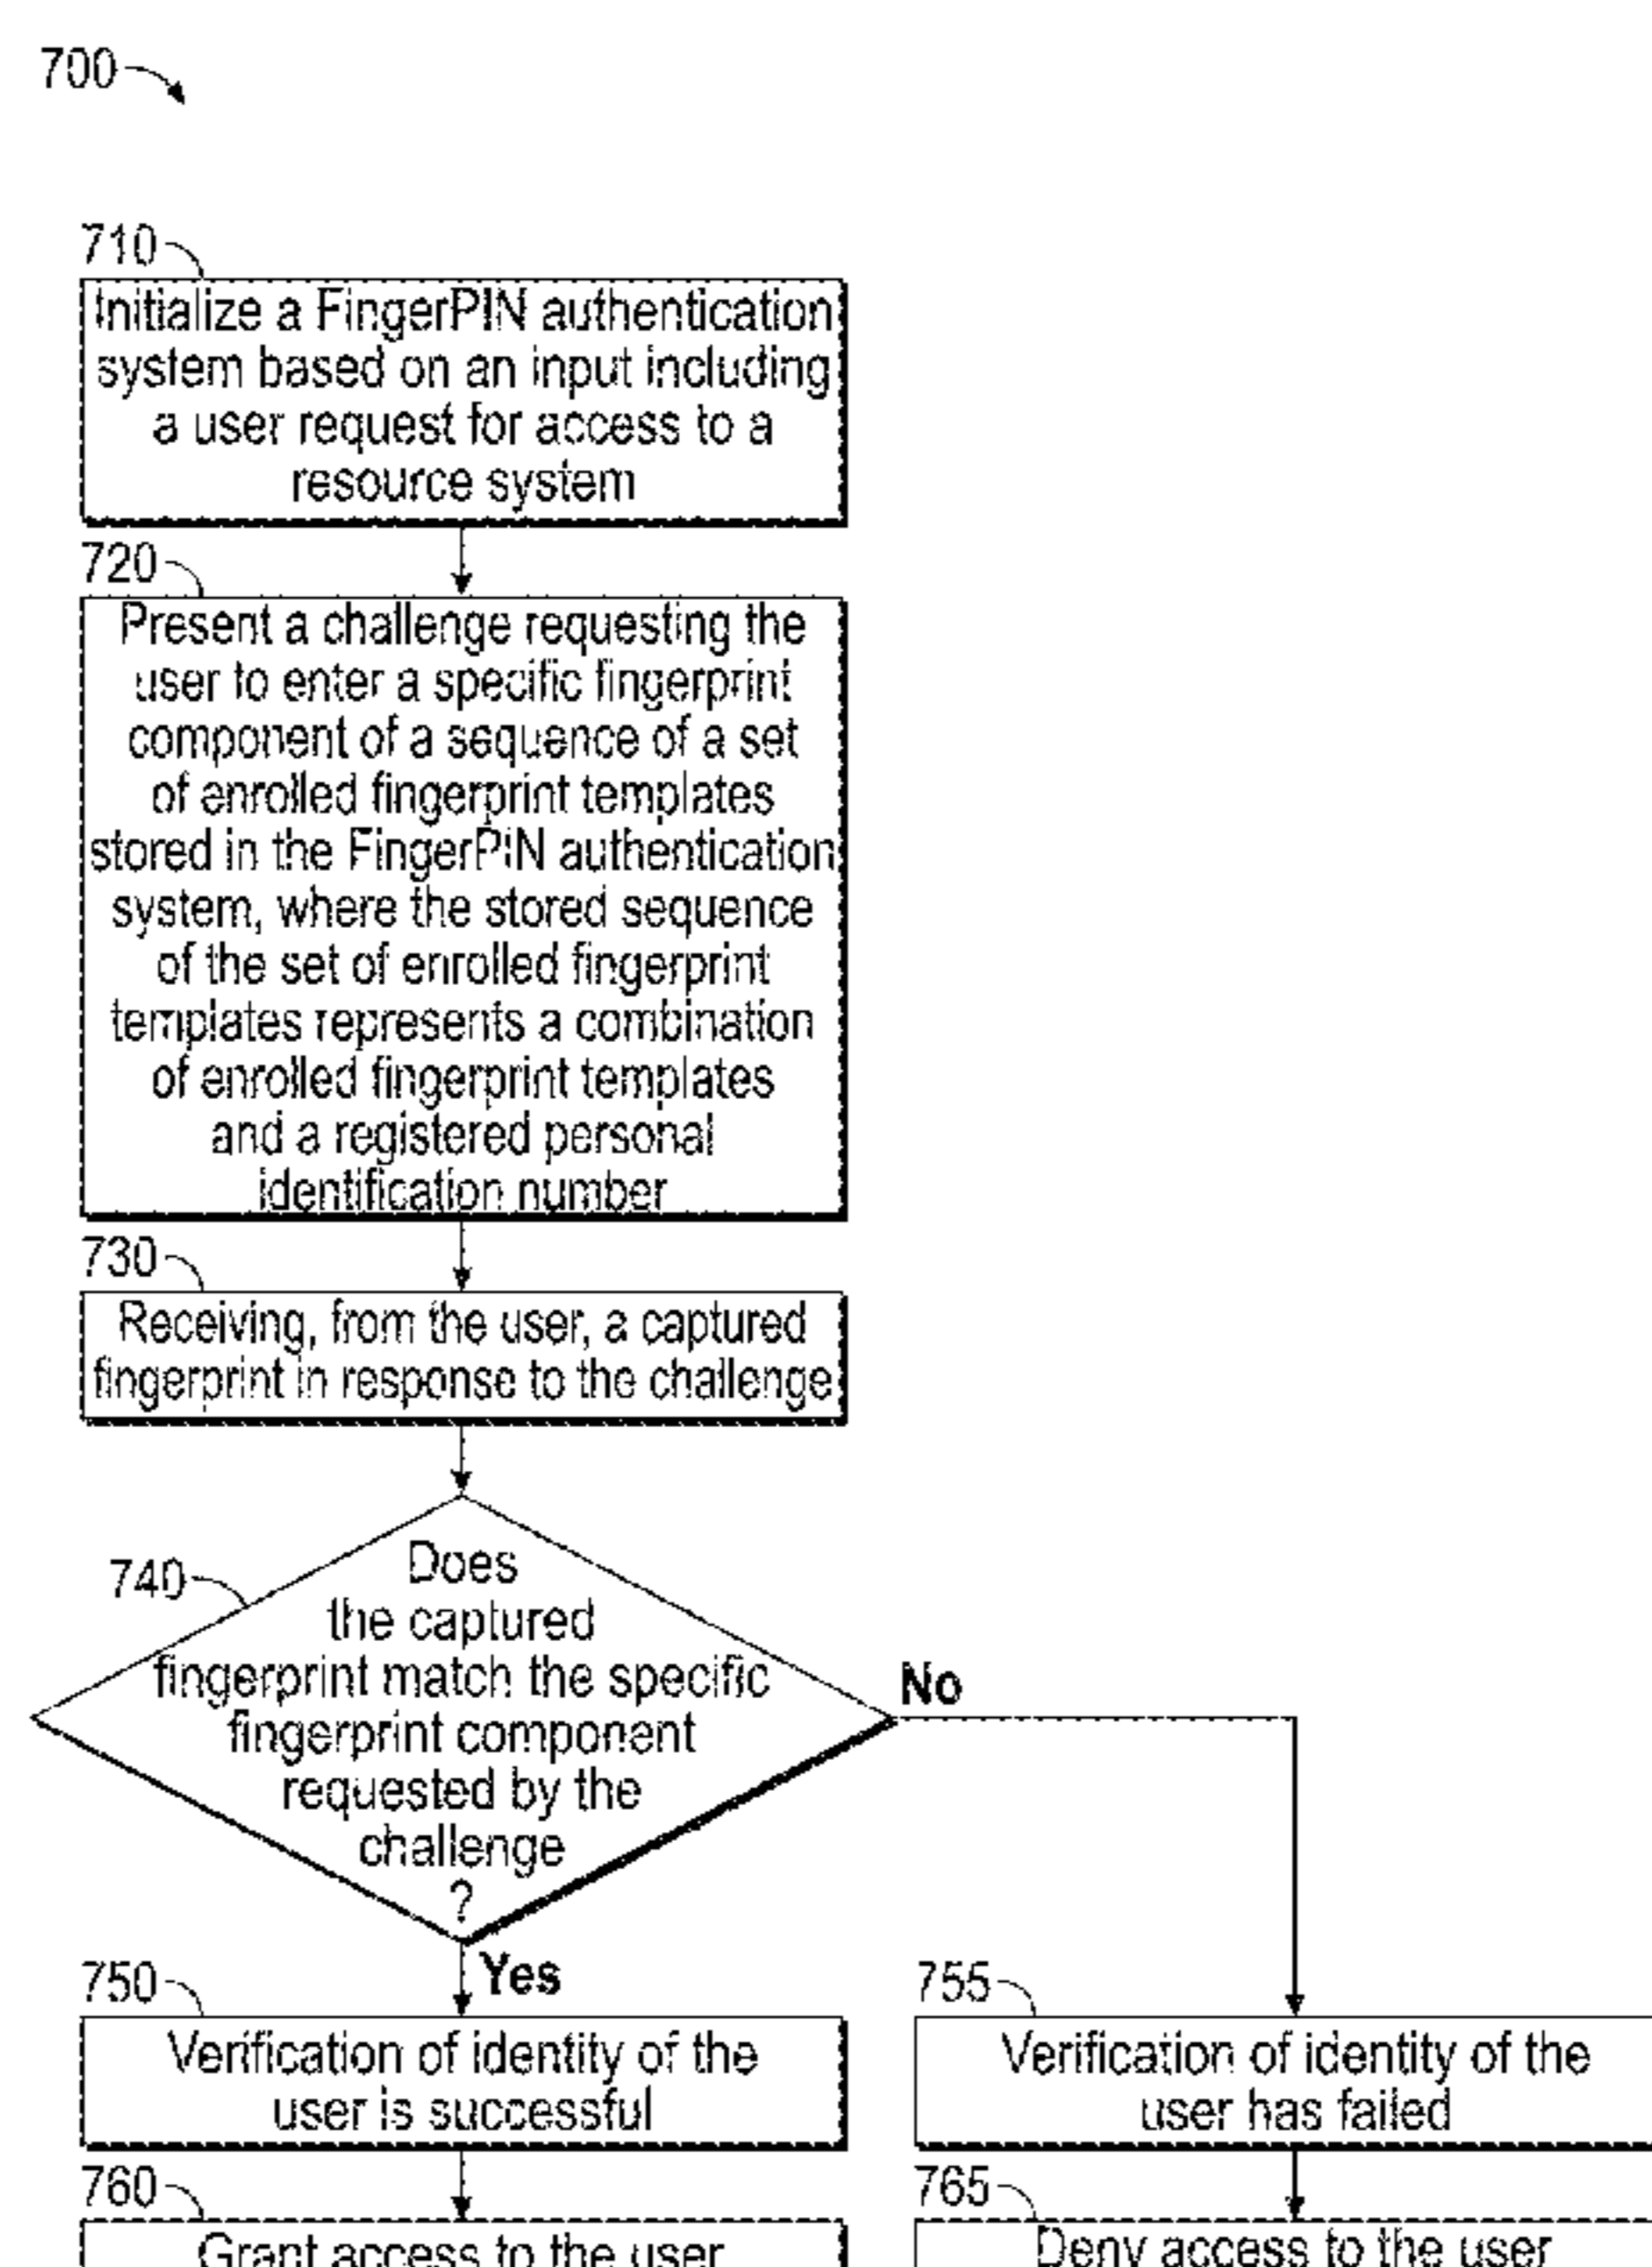 700
710
Initialize a FingerPIN authentication
system based on an input including
a user request for access to a
resource system
720
Present a challenge requesting the
user to enter a specific fingerprint
component of a sequence of a set
of enrolled fingerprint templates
stored in the FingerPIN authentication
system, where the stored sequence
of the set of enrolled fingerprint
templates represents a combination
of enrolled fingerprint templates
and a registered personal
identification number
730
Receiving, from the user, a captured
fingerprint in response to the challenge
740
Does
the captured
fingerprint match the specific
fingerprint component
requested by the
challenge
?
No
Yes
750
Verification of identity of the
user is successful
755
Verification of identity of the
user has failed
760
Grant access to the user
765
Deny access to the user